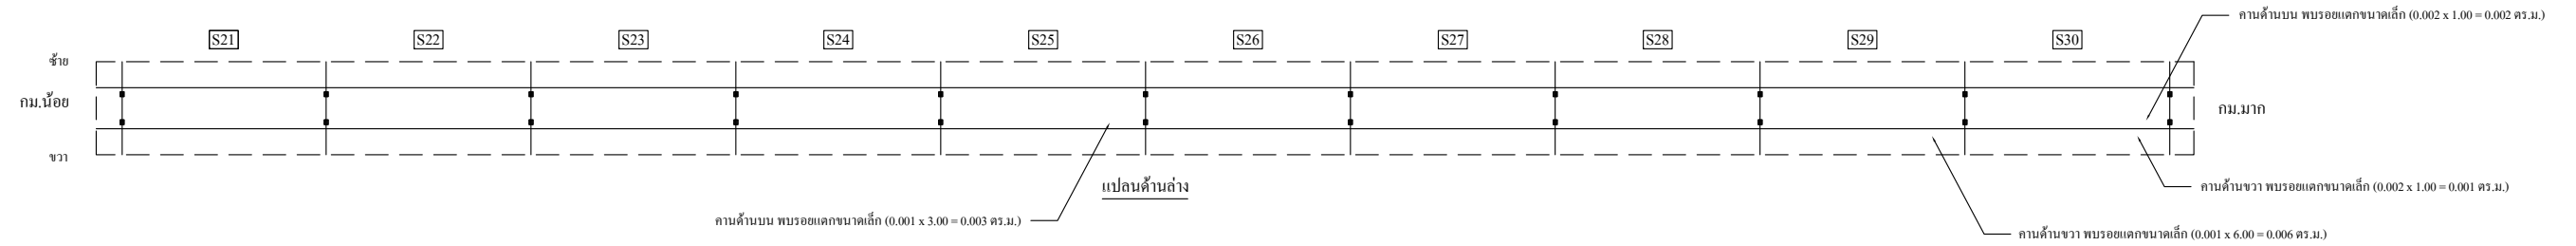 คานด้านบน พบรอยแตกขนาดเล็ก (0.002 x 1.00 = 0.002 ตร.ม.)
S21 S22 S23 S24 S25 S26 S27 S28 S29 S30
ซ้าย
กม.น้อย
กม.มาก
ขวา
แปลนด้านล่าง
คานด้านขวา พบรอยแตกขนาดเล็ก (0.002 x 1.00 = 0.001 ตร.ม.)
คานด้านบน พบรอยแตกขนาดเล็ก (0.001 x 3.00 = 0.003 ตร.ม.)
คานด้านขวา พบรอยแตกขนาดเล็ก (0.001 x 6.00 = 0.006 ตร.ม.)